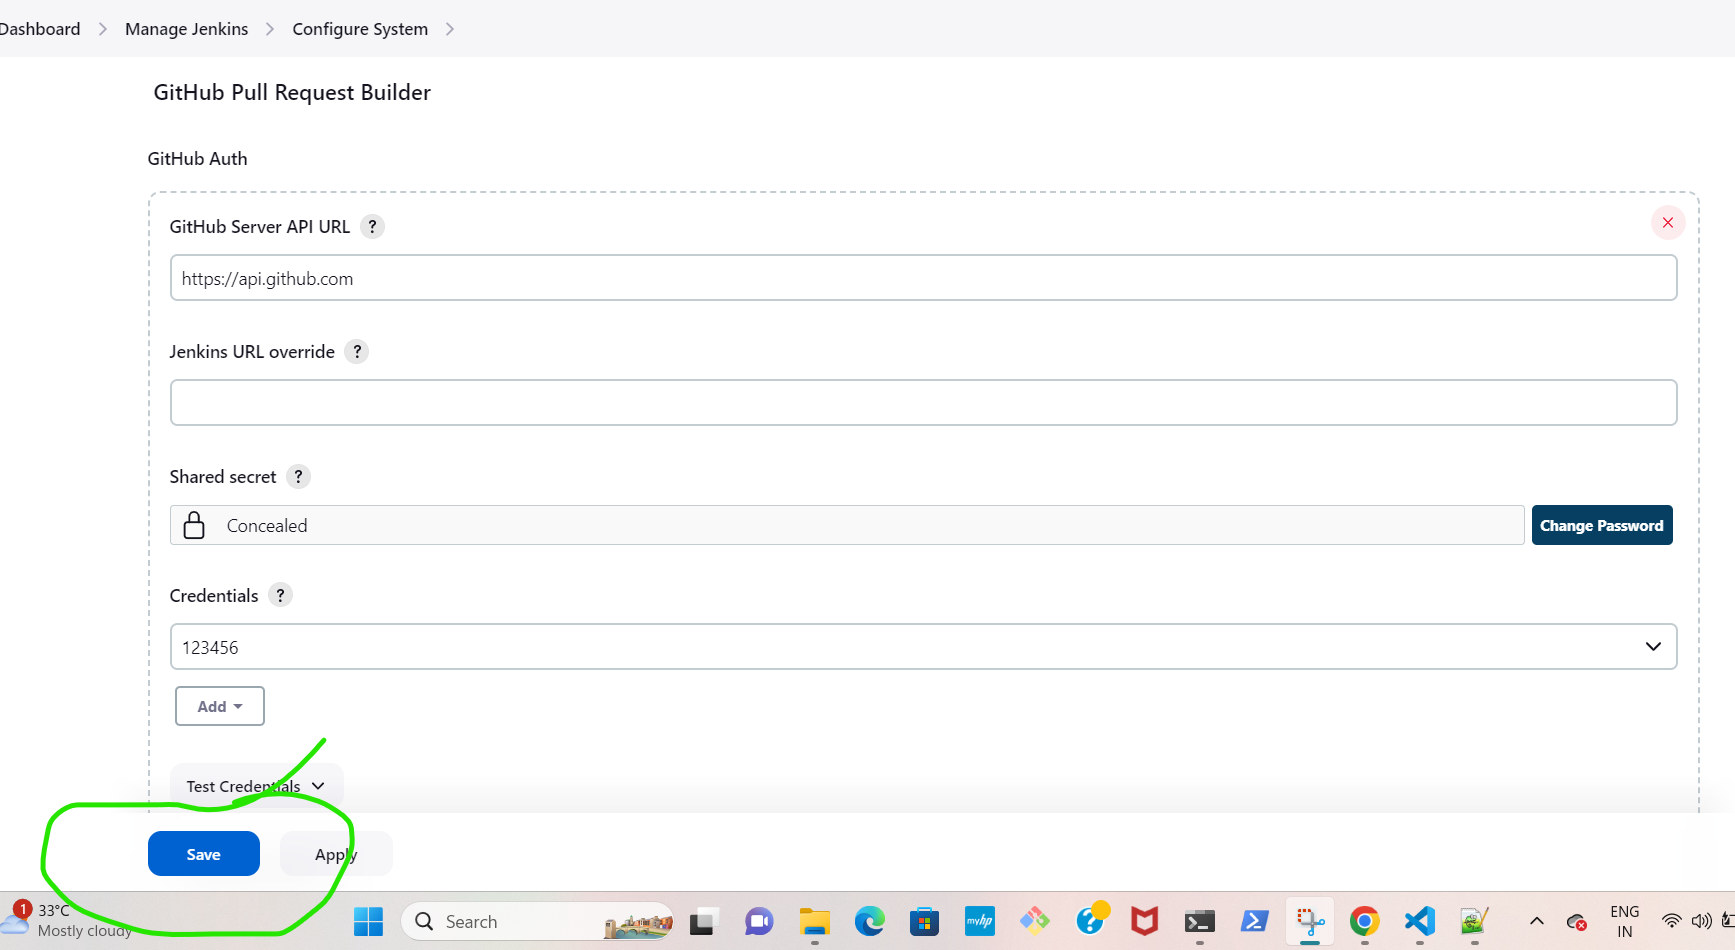 Dashboard > Manage Jenkins > Configure System >
GitHub Pull Request Builder
GitHub Auth
GitHub Server API URL ?
https://api.github.com
Jenkins URL override ?
Shared secret ?
Concealed
Change Password
Credentials ?
123456
Add
Test Credentials
Save Apply
1 33°C
Mostly cloudy
Search
myhp
ENG
IN